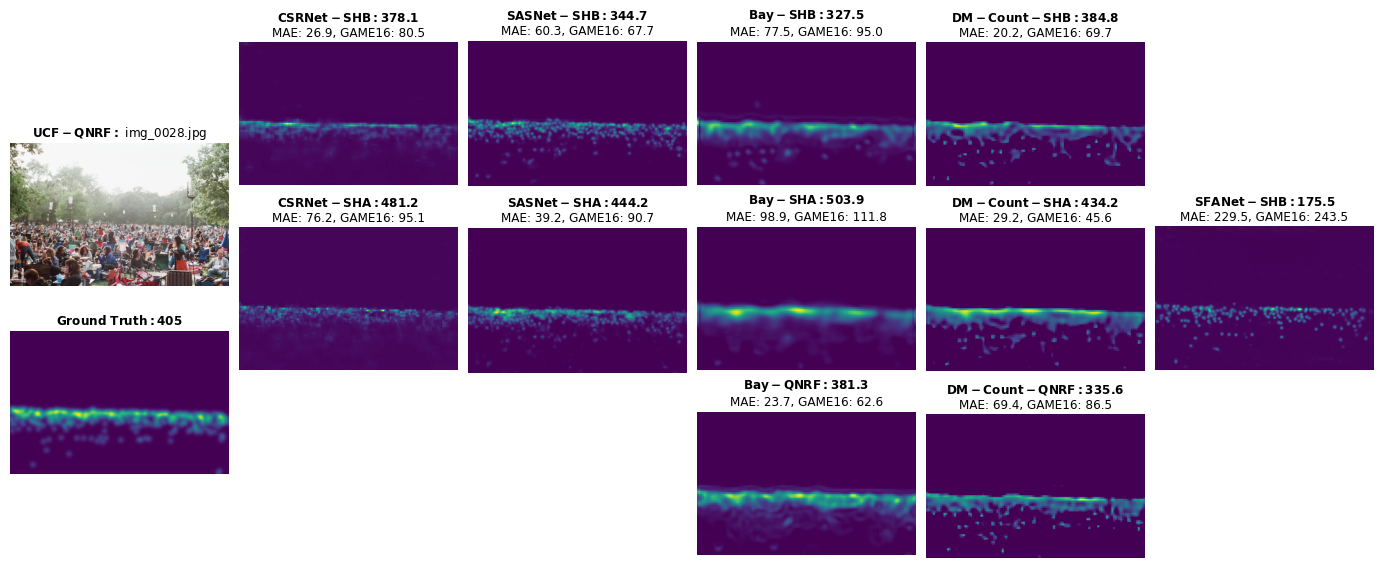 UCF − QNRF: img_0028.jpg
Ground Truth: 405
CSRNet − SHB: 378.1
MAE: 26.9, GAME16: 80.5
SASNet − SHB: 344.7
MAE: 60.3, GAME16: 67.7
Bay − SHB: 327.5
MAE: 77.5, GAME16: 95.0
DM − Count − SHB: 384.8
MAE: 20.2, GAME16: 69.7
CSRNet − SHA: 481.2
MAE: 76.2, GAME16: 95.1
SASNet − SHA: 444.2
MAE: 39.2, GAME16: 90.7
Bay − SHA: 503.9
MAE: 98.9, GAME16: 111.8
DM − Count − SHA: 434.2
MAE: 29.2, GAME16: 45.6
SFANet − SHB: 175.5
MAE: 229.5, GAME16: 243.5
Bay − QNRF: 381.3
MAE: 23.7, GAME16: 62.6
DM − Count − QNRF: 335.6
MAE: 69.4, GAME16: 86.5